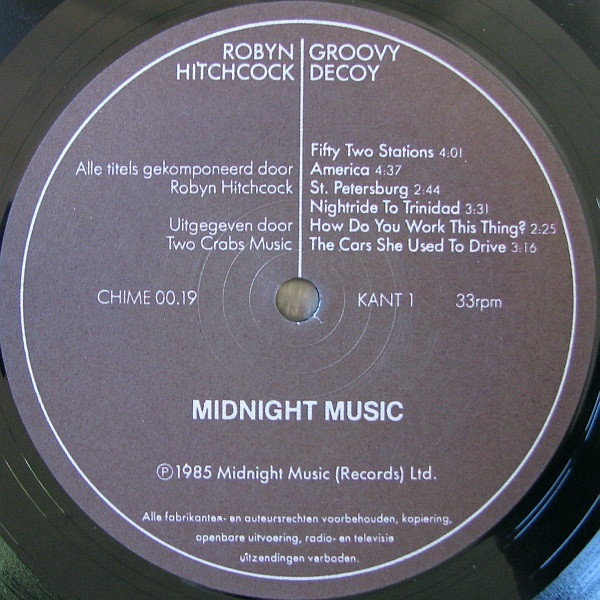 ROBYN
HITCHCOCK
GROOVY
DECOY
Alle titels gekomponeerd door
Robyn Hitchcock
Uitgegeven door
Two Crabs Music
Fifty Two Stations 4:01
America 4:37
St. Petersburg 2:44
Nightride To Trinidad 3:31
How Do You Work This Thing? 2:25
The Cars She Used To Drive 3:16
CHIME 00.19
KANT 1
33rpm
MIDNIGHT MUSIC
℗1985 Midnight Music (Records) Ltd.
Alle fabrikanten- en auteursrechten voorbehouden, kopiering,
openbare uitvoering, radio- en televisie
uitzendingen verboden.